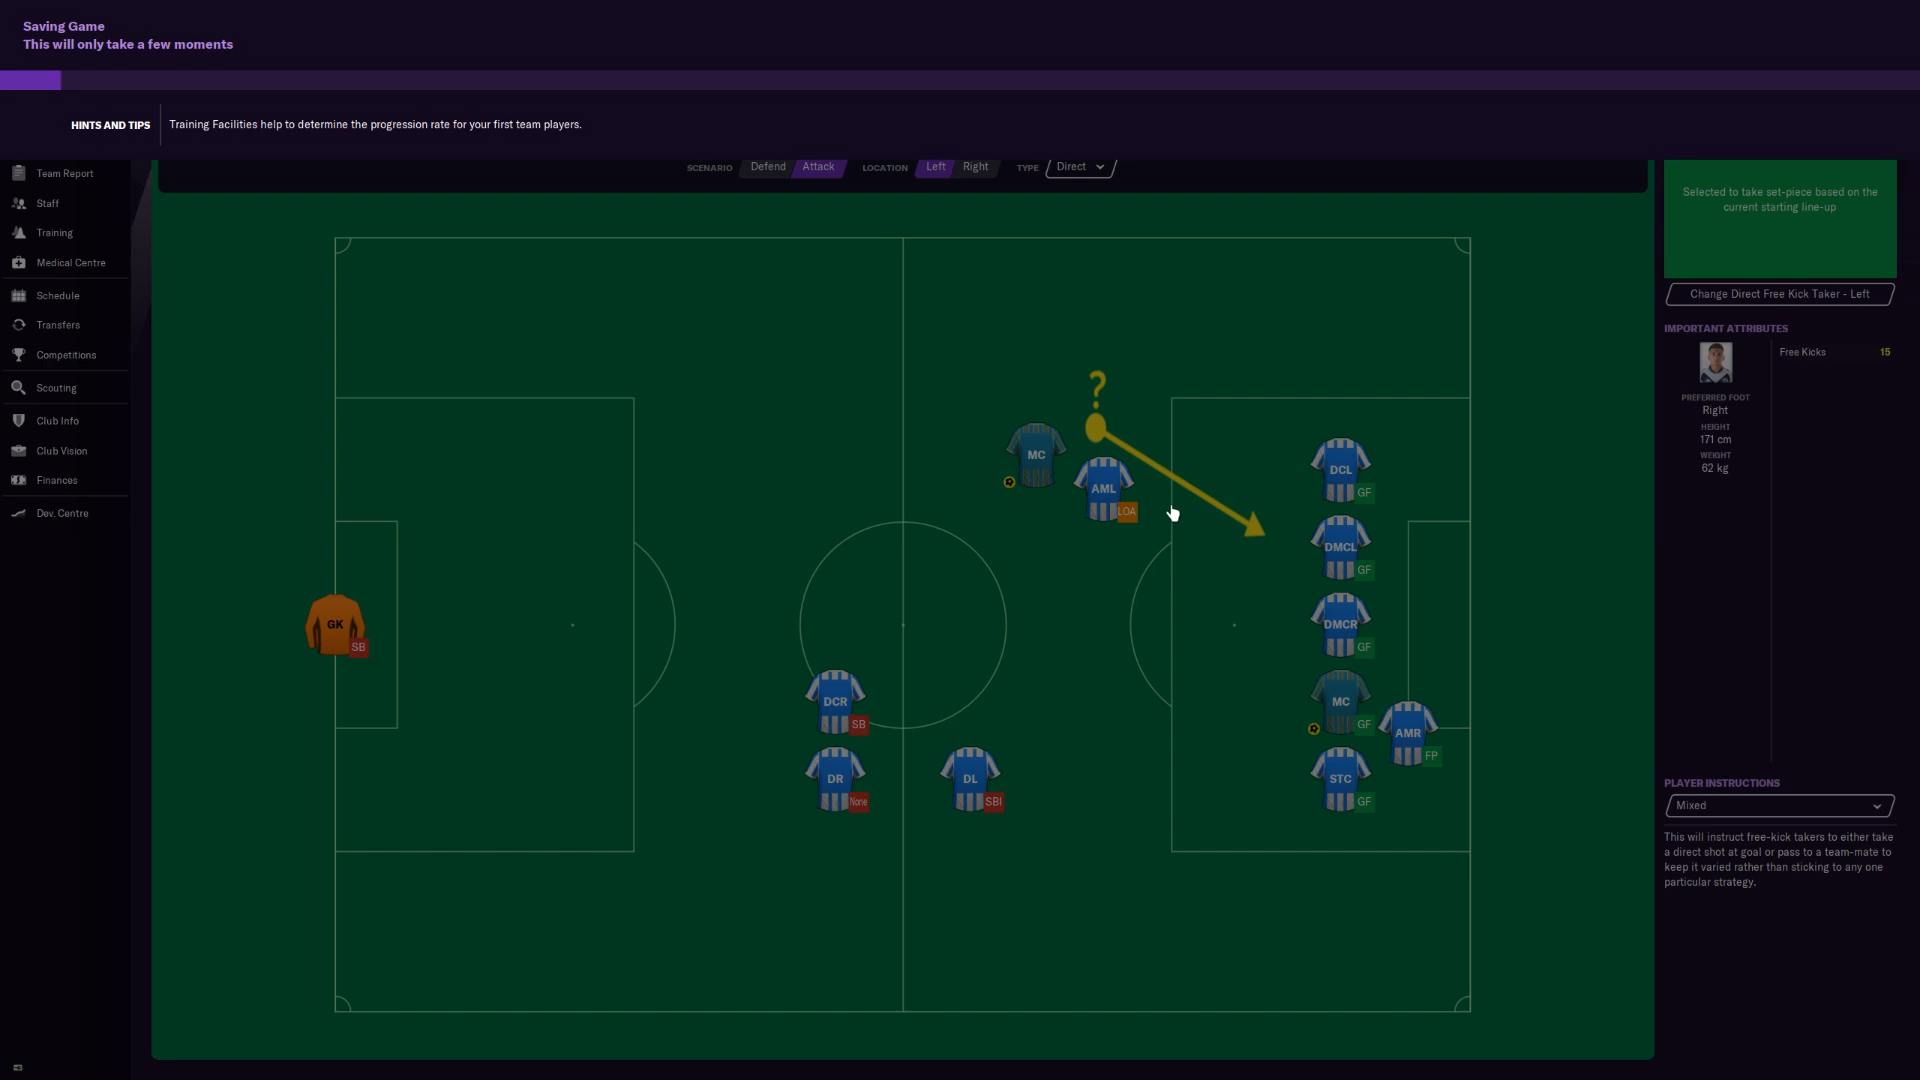 Saving Game
This will only take a few moments
HINTS AND TIPS
Training Facilities help to determine the progression rate for your first team players.
Team Report
Staff
Training
Medical Centre
Schedule
Transfers
Competitions
Scouting
Club Info
Club Vision
Finances
Dev. Centre
SCENARIO Defend Attack LOCATION Left Right TYPE Direct
?
MC
AML
LOA
DCL
GF
DMCL
GF
GK
SB
DMCR
GF
DCR
SB
MC
GF
AMR
FP
DR
None
DL
SBI
STC
GF
Selected to take set-piece based on the
current starting line-up
Change Direct Free Kick Taker - Left
IMPORTANT ATTRIBUTES
Free Kicks 15
PREFERRED FOOT
Right
HEIGHT
171 cm
WEIGHT
62 kg
PLAYER INSTRUCTIONS
Mixed
This will instruct free-kick takers to either take
a direct shot at goal or pass to a team-mate to
keep it varied rather than sticking to any one
particular strategy.